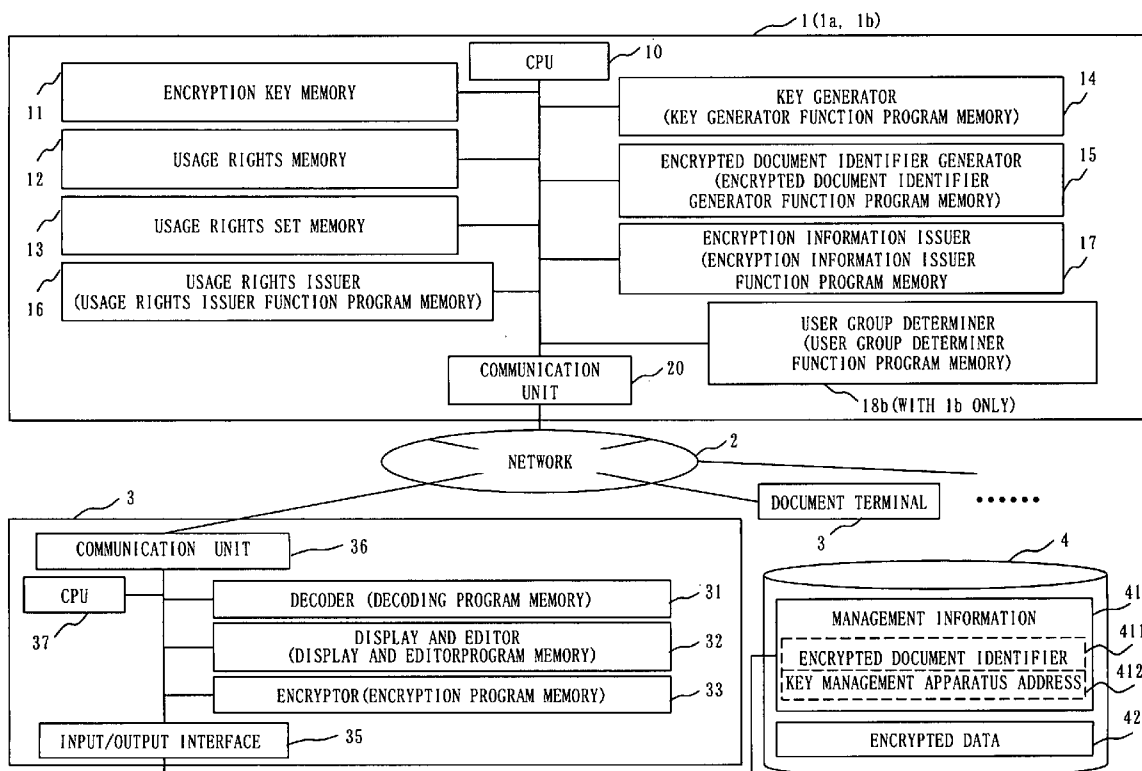 1(1a, 1b)
CPU
10
ENCRYPTION KEY MEMORY
11
KEY GENERATOR
(KEY GENERATOR FUNCTION PROGRAM MEMORY)
14
USAGE RIGHTS MEMORY
12
ENCRYPTED DOCUMENT IDENTIFIER GENERATOR
(ENCRYPTED DOCUMENT IDENTIFIER
GENERATOR FUNCTION PROGRAM MEMORY)
15
USAGE RIGHTS SET MEMORY
13
ENCRYPTION INFORMATION ISSUER
(ENCRYPTION INFORMATION ISSUER
FUNCTION PROGRAM MEMORY
17
USAGE RIGHTS ISSUER
(USAGE RIGHTS ISSUER FUNCTION PROGRAM MEMORY)
16
USER GROUP DETERMINER
(USER GROUP DETERMINER
FUNCTION PROGRAM MEMORY)
18b(WITH 1b ONLY)
COMMUNICATION
UNIT
20
NETWORK
2
DOCUMENT TERMINAL
3
••••••
3
COMMUNICATION UNIT
36
CPU
37
DECODER (DECODING PROGRAM MEMORY)
31
DISPLAY AND EDITOR
(DISPLAY AND EDITORPROGRAM MEMORY)
32
ENCRYPTOR(ENCRYPTION PROGRAM MEMORY)
33
INPUT/OUTPUT INTERFACE
35
4
MANAGEMENT INFORMATION
41
ENCRYPTED DOCUMENT IDENTIFIER
411
KEY MANAGEMENT APPARATUS ADDRESS
412
ENCRYPTED DATA
42